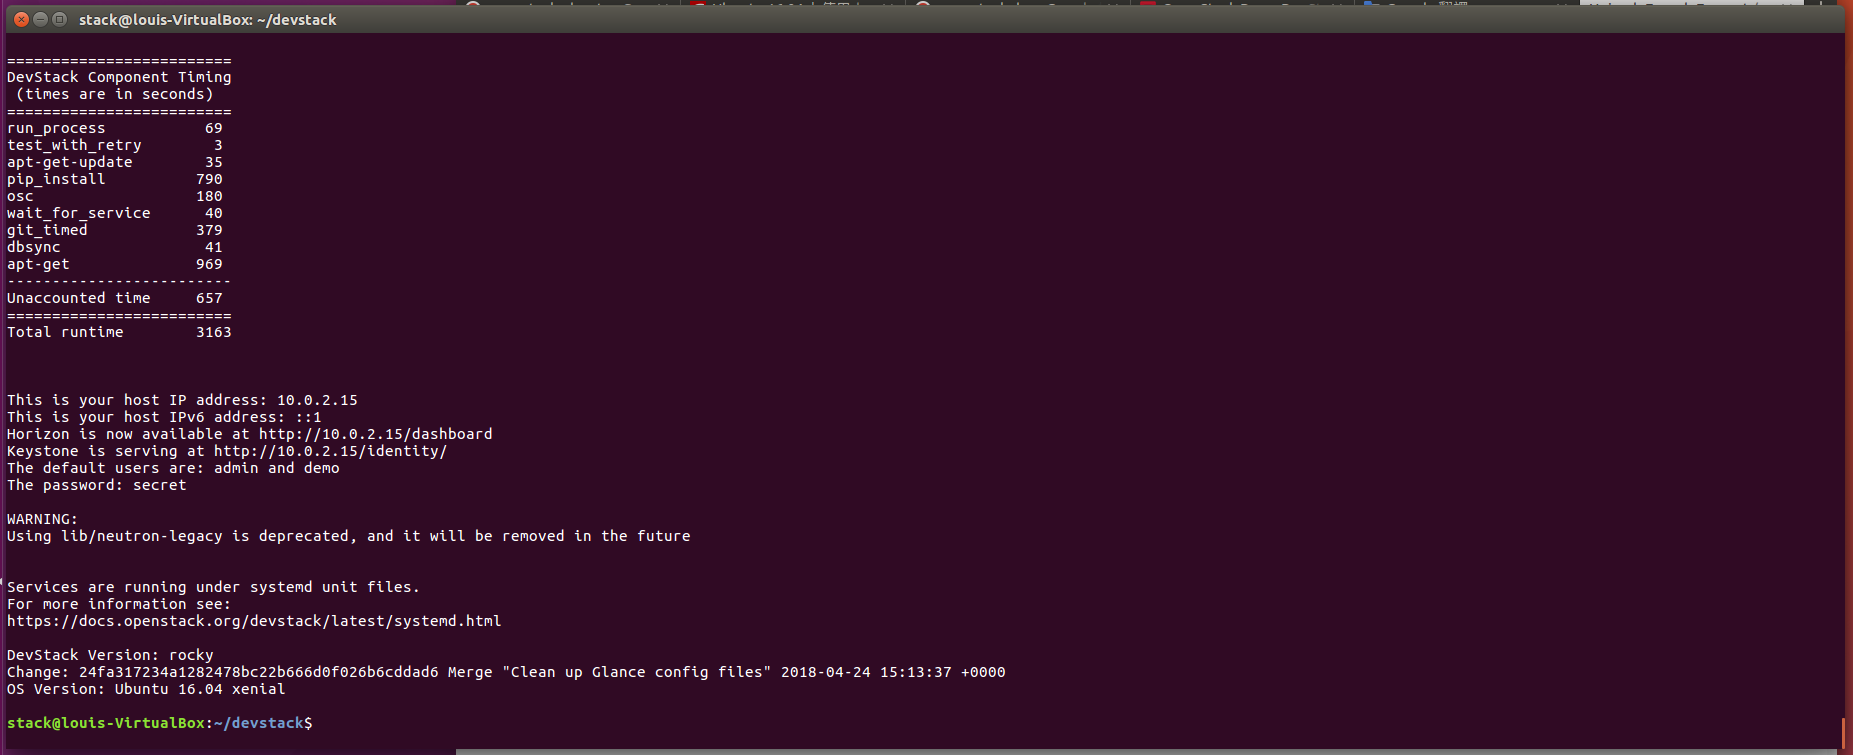 stack@louis-VirtualBox: ~/devstack
=========================
DevStack Component Timing
 (times are in seconds)
=========================
run_process           69
test_with_retry        3
apt-get-update        35
pip_install          790
osc                  180
wait_for_service      40
git_timed            379
dbsync                41
apt-get              969
-------------------------
Unaccounted time     657
=========================
Total runtime        3163
This is your host IP address: 10.0.2.15
This is your host IPv6 address: ::1
Horizon is now available at http://10.0.2.15/dashboard
Keystone is serving at http://10.0.2.15/identity/
The default users are: admin and demo
The password: secret
WARNING:
Using lib/neutron-legacy is deprecated, and it will be removed in the future
Services are running under systemd unit files.
For more information see:
https://docs.openstack.org/devstack/latest/systemd.html
DevStack Version: rocky
Change: 24fa317234a1282478bc22b666d0f026b6cddad6 Merge "Clean up Glance config files" 2018-04-24 15:13:37 +0000
OS Version: Ubuntu 16.04 xenial
stack@louis-VirtualBox:~/devstack$